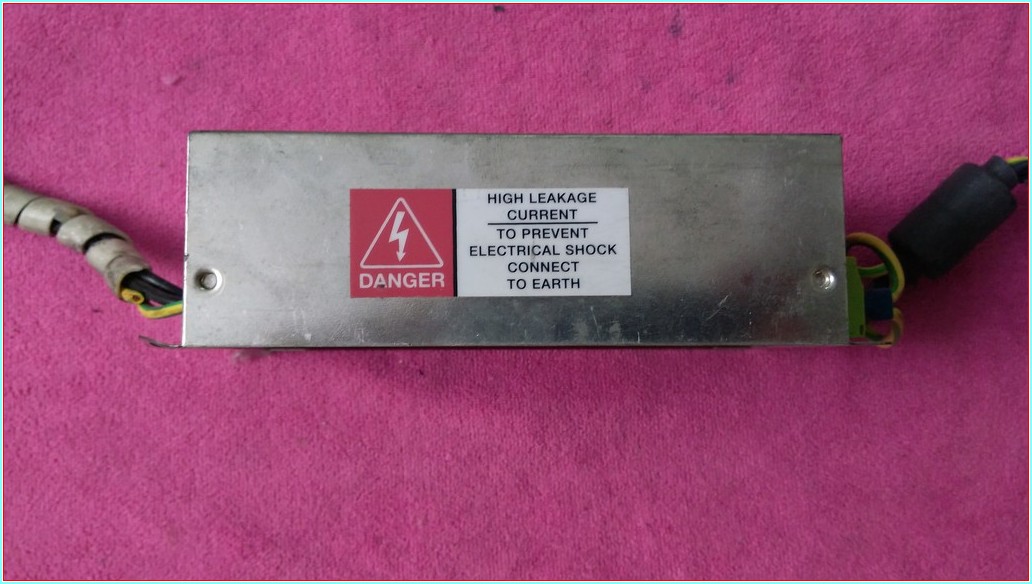 DANGER
HIGH LEAKAGE
CURRENT
TO PREVENT
ELECTRICAL SHOCK
CONNECT
TO EARTH